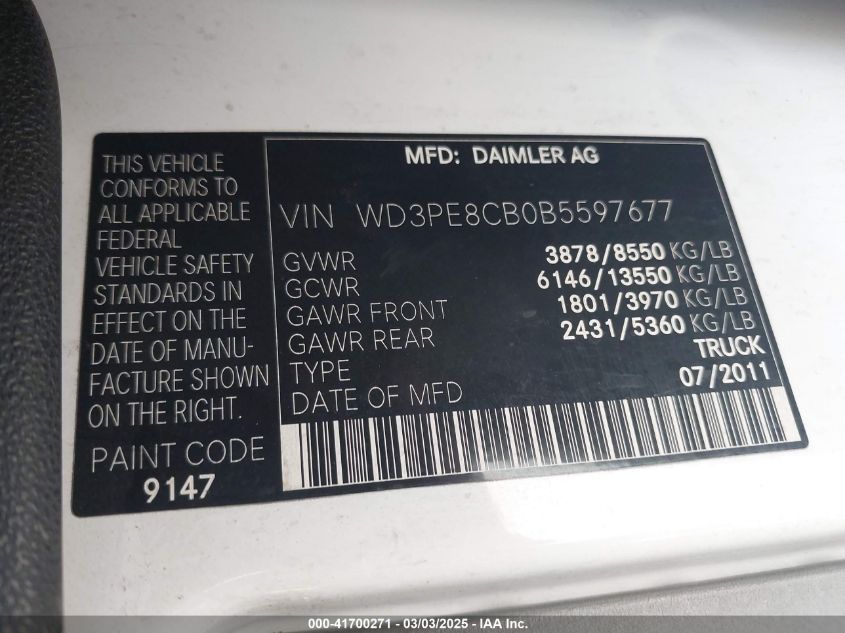 THIS VEHICLE
CONFORMS TO
ALL APPLICABLE
FEDERAL
VEHICLE SAFETY
STANDARDS IN
EFFECT ON THE
DATE OF MANU-
FACTURE SHOWN
ON THE RIGHT.
PAINT CODE
9147
MFD: DAIMLER AG
VIN WD3PE8CB0B5597677
GVWR 3878/8550 KG/LB
GCWR 6146/13550 KG/LB
GAWR FRONT 1801/3970 KG/LB
GAWR REAR 2431/5360 KG/LB
TYPE TRUCK
DATE OF MFD 07/2011
000-41700271 - 03/03/2025 - IAA Inc.